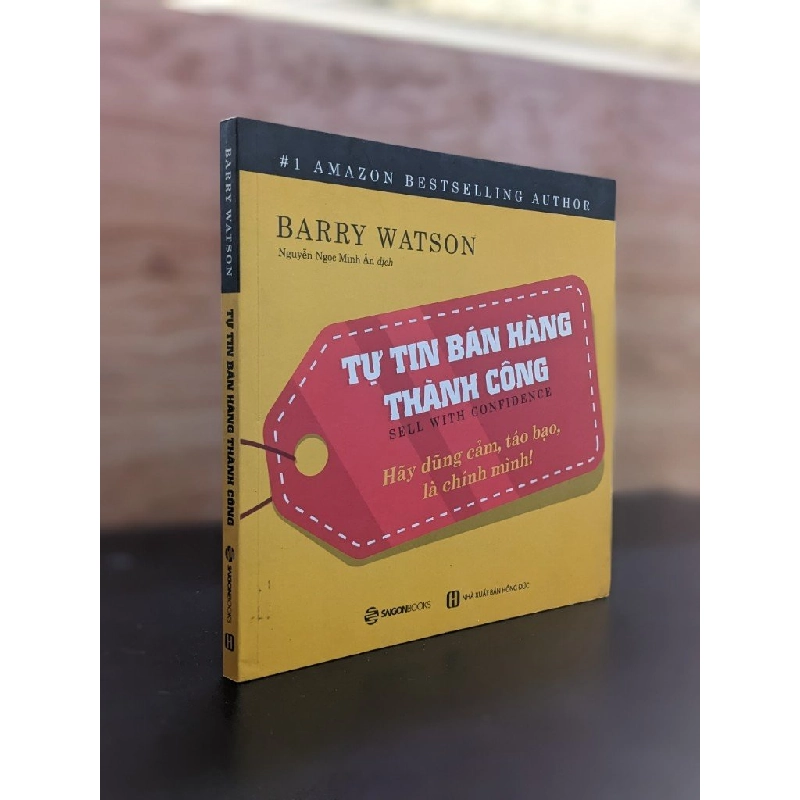 #1 AMAZON BESTSELLING AUTHOR
BARRY WATSON
Nguyễn Ngọc Minh Ân dịch
TỰ TIN BÁN HÀNG
THÀNH CÔNG
SELL WITH CONFIDENCE
Hãy dũng cảm, táo bạo,
là chính mình!
SAIGONBOOKS
H NHÀ XUẤT BẢN HỒNG ĐỨC
BARRY WATSON
TỰ TIN BÁN HÀNG THÀNH CÔNG
SAIGONBOOKS
H